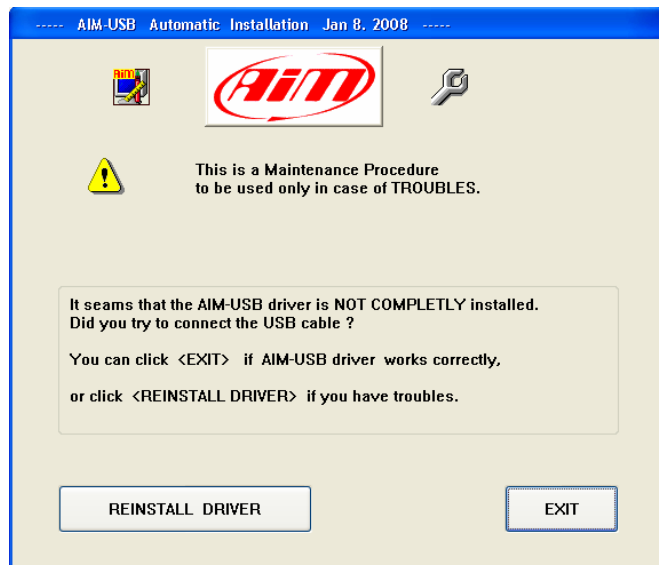 ----- AIM-USB Automatic Installation Jan 8. 2008 -----
AiM
AiM
This is a Maintenance Procedure
to be used only in case of TROUBLES.
It seams that the AIM-USB driver is NOT COMPLETLY installed.
Did you try to connect the USB cable ?
You can click <EXIT> if AIM-USB driver works correctly,
or click <REINSTALL DRIVER> if you have troubles.
REINSTALL DRIVER
EXIT